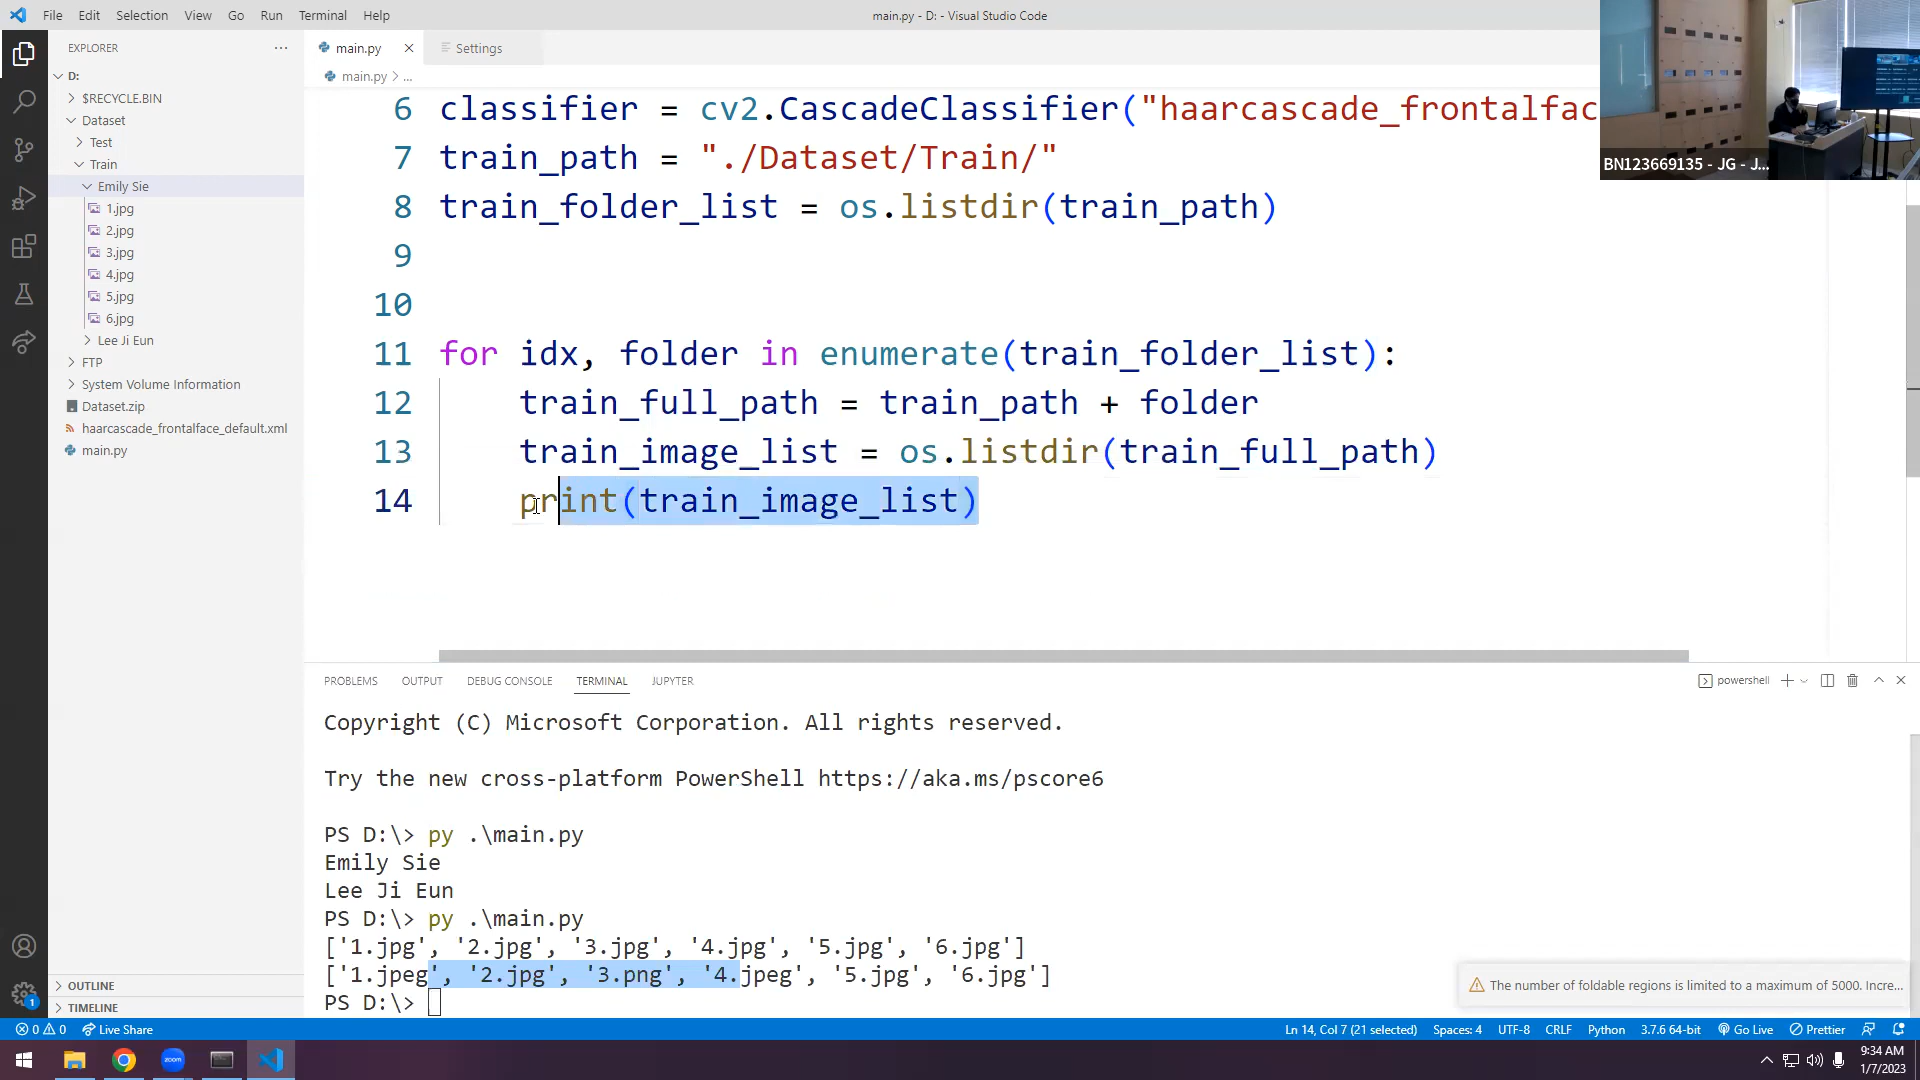 File Edit Selection View Go Run Terminal Help
main.py - D: - Visual Studio Code
EXPLORER
D:
$RECYCLE.BIN
Dataset
Test
Train
Emily Sie
1.jpg
2.jpg
3.jpg
4.jpg
5.jpg
6.jpg
Lee Ji Eun
FTP
System Volume Information
Dataset.zip
haarcascade_frontalface_default.xml
main.py
OUTLINE
TIMELINE
main.py
Settings
main.py > ...
6 classifier = cv2.CascadeClassifier("haarcascade_frontalfac
7 train_path = "./Dataset/Train/"
8 train_folder_list = os.listdir(train_path)
9
10
11 for idx, folder in enumerate(train_folder_list):
12 train_full_path = train_path + folder
13 train_image_list = os.listdir(train_full_path)
14 print(train_image_list)
BN123669135 - JG - J...
PROBLEMS OUTPUT DEBUG CONSOLE TERMINAL JUPYTER
powershell
Copyright (C) Microsoft Corporation. All rights reserved.
Try the new cross-platform PowerShell https://aka.ms/pscore6
PS D:\> py .\main.py
Emily Sie
Lee Ji Eun
PS D:\> py .\main.py
['1.jpg', '2.jpg', '3.jpg', '4.jpg', '5.jpg', '6.jpg']
['1.jpeg', '2.jpg', '3.png', '4.jpeg', '5.jpg', '6.jpg']
PS D:\>
The number of foldable regions is limited to a maximum of 5000. Incre...
1
0 0 Live Share
Ln 14, Col 7 (21 selected) Spaces: 4 UTF-8 CRLF Python 3.7.6 64-bit Go Live Prettier
zoom
9:34 AM
1/7/2023